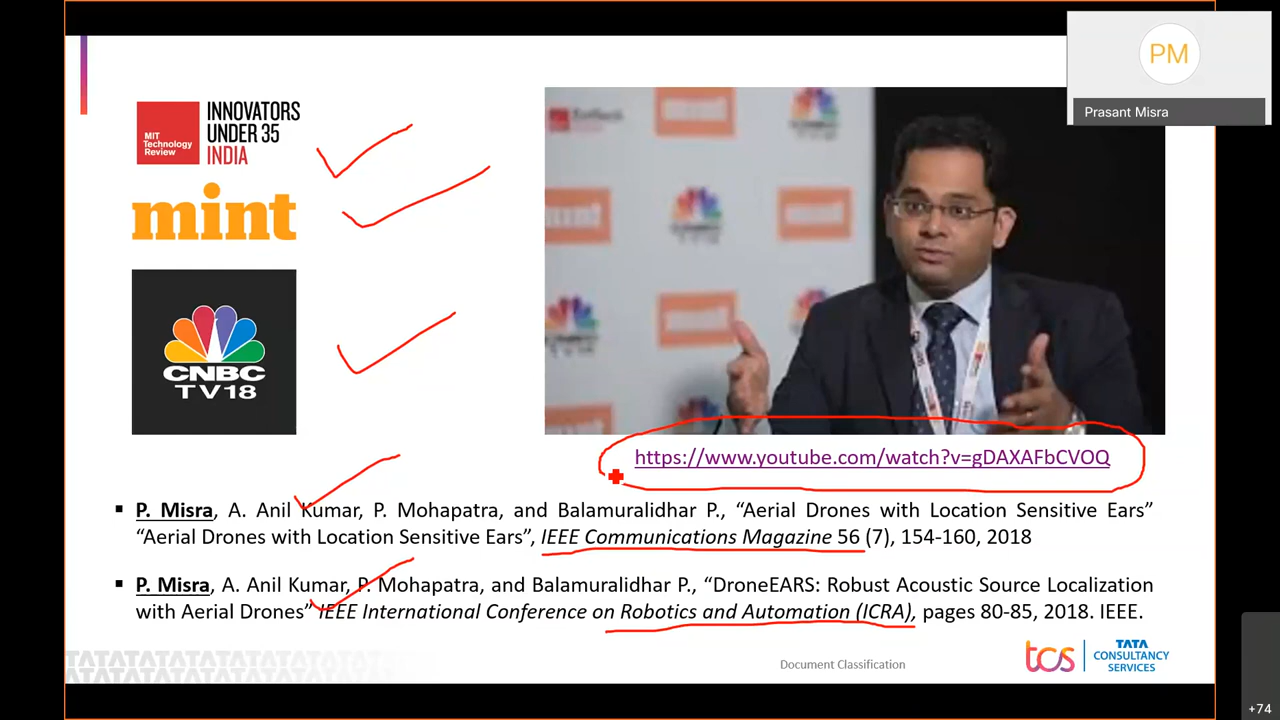 PM
Prasant Misra
MIT
Technology
Review
INNOVATORS
UNDER 35
INDIA
mint
CNBC
TV18
https://www.youtube.com/watch?v=gDAXAFbCVOQ
▪ P. Misra, A. Anil Kumar, P. Mohapatra, and Balamuralidhar P., “Aerial Drones with Location Sensitive Ears”
“Aerial Drones with Location Sensitive Ears”, IEEE Communications Magazine 56 (7), 154-160, 2018
▪ P. Misra, A. Anil Kumar, P. Mohapatra, and Balamuralidhar P., “DroneEARS: Robust Acoustic Source Localization
with Aerial Drones” IEEE International Conference on Robotics and Automation (ICRA), pages 80-85, 2018. IEEE.
Document Classification
tcs
TATA
CONSULTANCY
SERVICES
+74